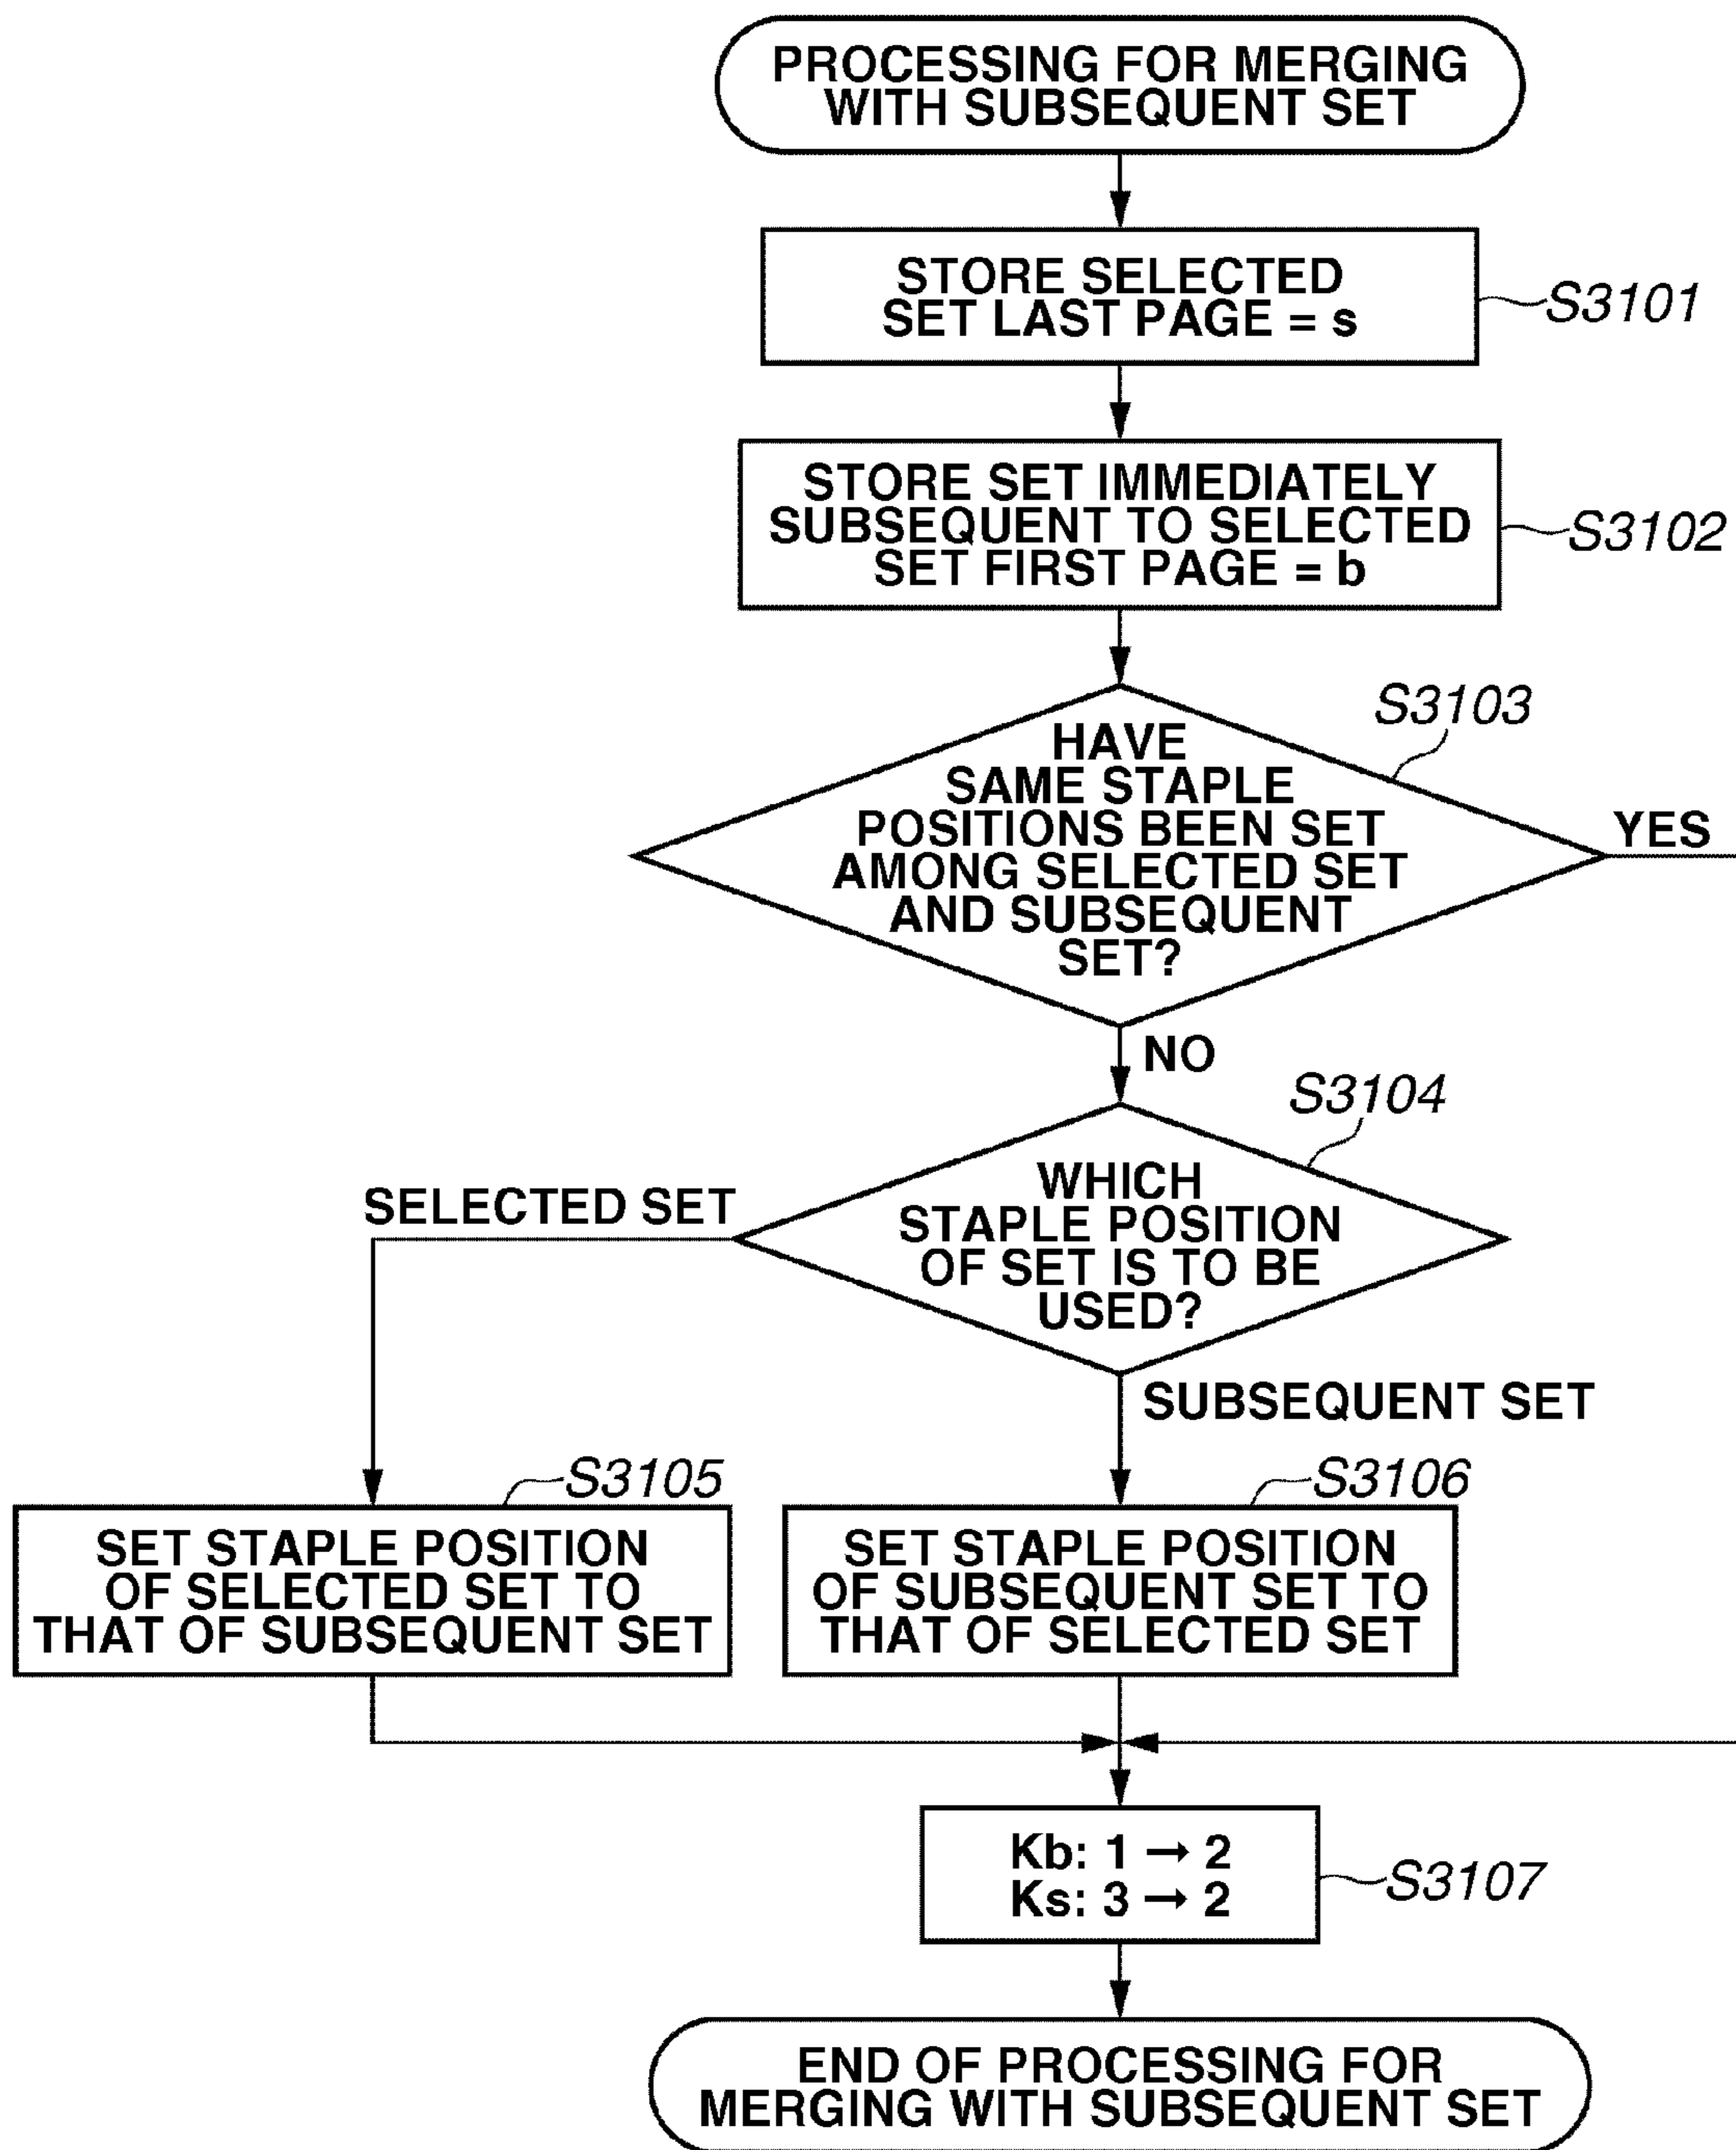 PROCESSING FOR MERGING
WITH SUBSEQUENT SET
STORE SELECTED
SET LAST PAGE = s
S3101
STORE SET IMMEDIATELY
SUBSEQUENT TO SELECTED
SET FIRST PAGE = b
S3102
S3103
HAVE
SAME STAPLE
POSITIONS BEEN SET
AMONG SELECTED SET
AND SUBSEQUENT
SET?
YES
NO
S3104
WHICH
STAPLE POSITION
OF SET IS TO BE
USED?
SELECTED SET
SUBSEQUENT SET
S3105
SET STAPLE POSITION
OF SELECTED SET TO
THAT OF SUBSEQUENT SET
S3106
SET STAPLE POSITION
OF SUBSEQUENT SET TO
THAT OF SELECTED SET
Kb: 1 → 2
Ks: 3 → 2
S3107
END OF PROCESSING FOR
MERGING WITH SUBSEQUENT SET